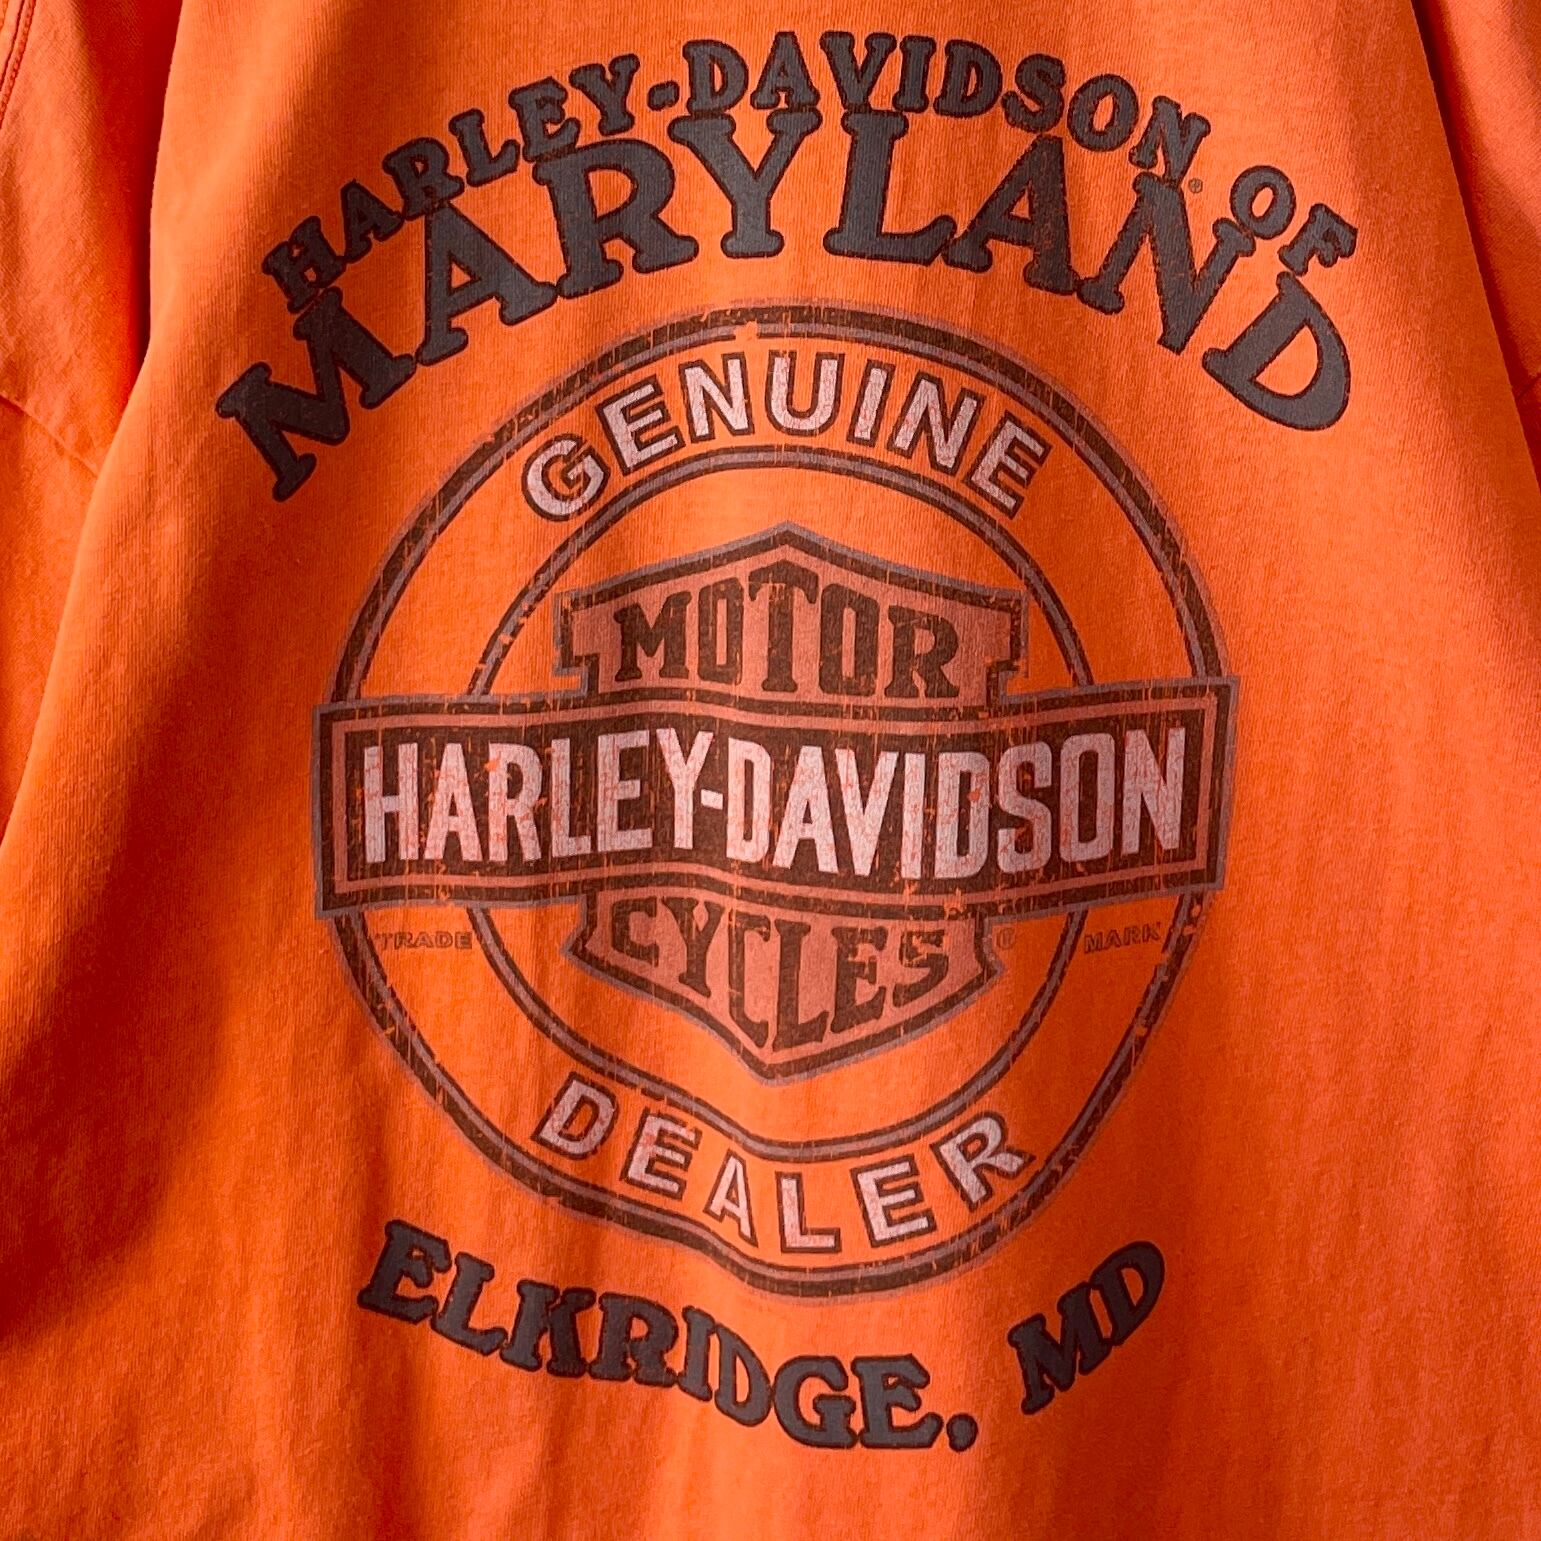 HARLEY-DAVIDSON OF
MARYLAND®
GENUINE
MOTOR
HARLEY-DAVIDSON
CYCLES®
TRADE MARK
DEALER
ELKRIDGE, MD